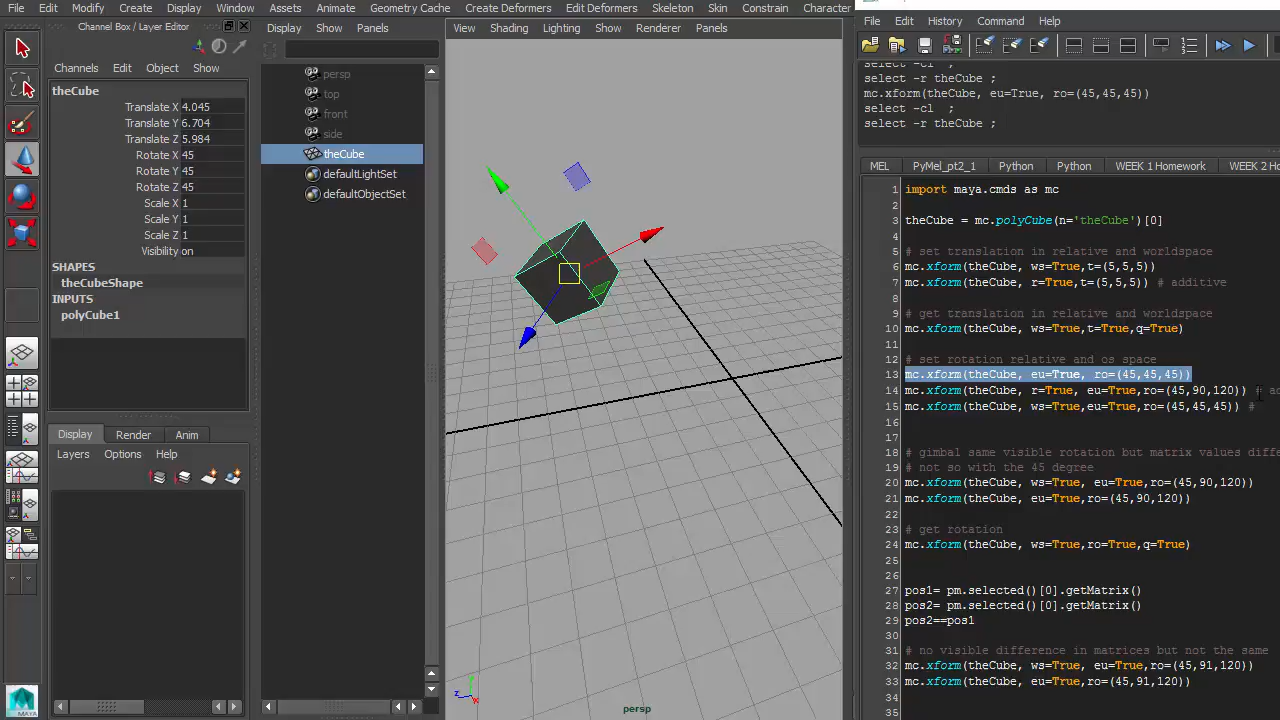 File Edit Modify Create Display Window Assets Animate Geometry Cache Create Deformers Edit Deformers Skeleton Skin Constrain Character
Channel Box / Layer Editor
Channels Edit Object Show
theCube
Translate X 4.045
Translate Y 6.704
Translate Z 5.984
Rotate X 45
Rotate Y 45
Rotate Z 45
Scale X 1
Scale Y 1
Scale Z 1
Visibility on
SHAPES
theCubeShape
INPUTS
polyCube1
Display Render Anim
Layers Options Help
MAYA
Display Show Panels
persp
top
front
side
theCube
defaultLightSet
defaultObjectSet
View Shading Lighting Show Renderer Panels
persp
z
x
File Edit History Command Help
select -cl ;
select -r theCube ;
mc.xform(theCube, eu=True, ro=(45,45,45))
select -cl ;
select -r theCube ;
MEL PyMel_pt2_1 Python Python WEEK 1 Homework WEEK 2 Ho
1 import maya.cmds as mc
2
3 theCube = mc.polyCube(n='theCube')[0]
4
5 # set translation in relative and worldspace
6 mc.xform(theCube, ws=True,t=(5,5,5))
7 mc.xform(theCube, r=True,t=(5,5,5) # additive
8
9 # get translation in relative and worldspace
10 mc.xform(theCube, ws=True,t=True,q=True)
11
12 # set rotation relative and os space
13 mc.xform(theCube, eu=True, ro=(45,45,45))
14 mc.xform(theCube, r=True, eu=True,ro=(45,90,120)) # ad
15 mc.xform(theCube, ws=True,eu=True,ro=(45,45,45)) #
16
17
18 # gimbal same visible rotation but matrix values diffe
19 # not so with the 45 degree
20 mc.xform(theCube, ws=True, eu=True,ro=(45,90,120))
21 mc.xform(theCube, eu=True,ro=(45,90,120))
22
23 # get rotation
24 mc.xform(theCube, ws=True,ro=True,q=True)
25
26
27 pos1= pm.selected()[0].getMatrix()
28 pos2= pm.selected()[0].getMatrix()
29 pos2==pos1
30
31 # no visible difference in matrices but not the same
32 mc.xform(theCube, ws=True, eu=True,ro=(45,91,120))
33 mc.xform(theCube, eu=True,ro=(45,91,120))
34
35